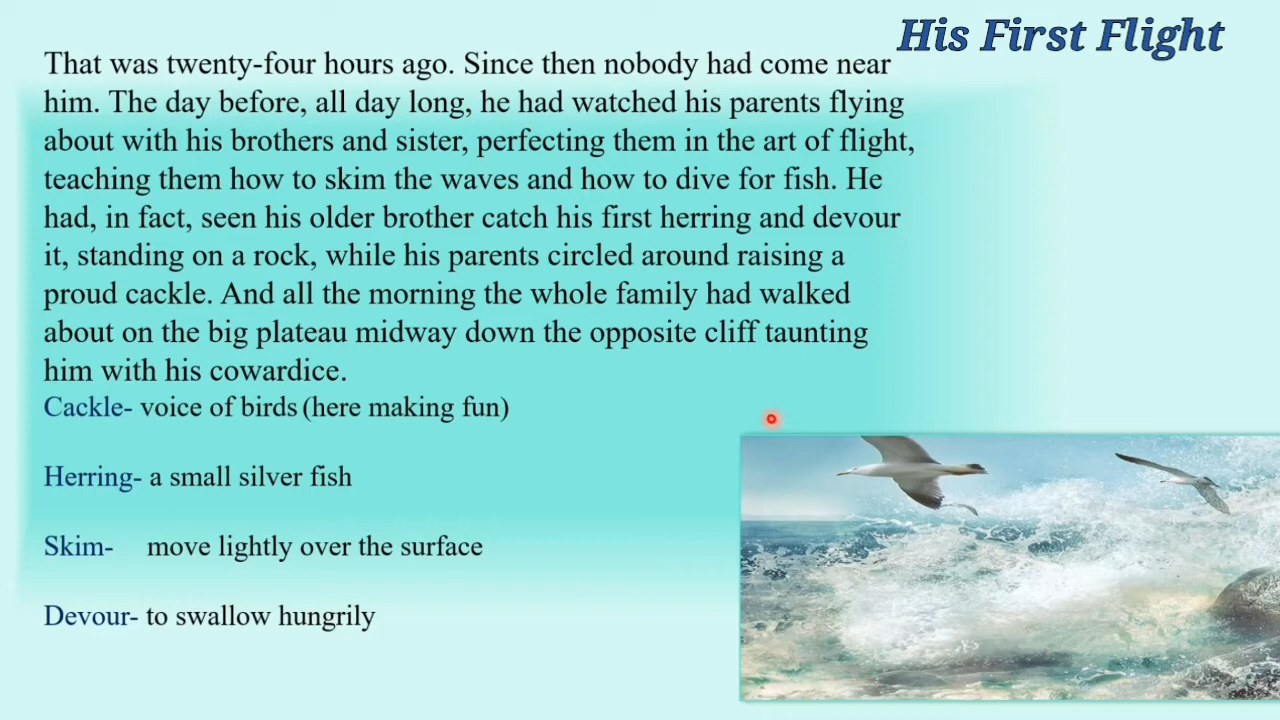 His First Flight
That was twenty-four hours ago. Since then nobody had come near
him. The day before, all day long, he had watched his parents flying
about with his brothers and sister, perfecting them in the art of flight,
teaching them how to skim the waves and how to dive for fish. He
had, in fact, seen his older brother catch his first herring and devour
it, standing on a rock, while his parents circled around raising a
proud cackle. And all the morning the whole family had walked
about on the big plateau midway down the opposite cliff taunting
him with his cowardice.
Cackle- voice of birds (here making fun)
Herring- a small silver fish
Skim- move lightly over the surface
Devour- to swallow hungrily